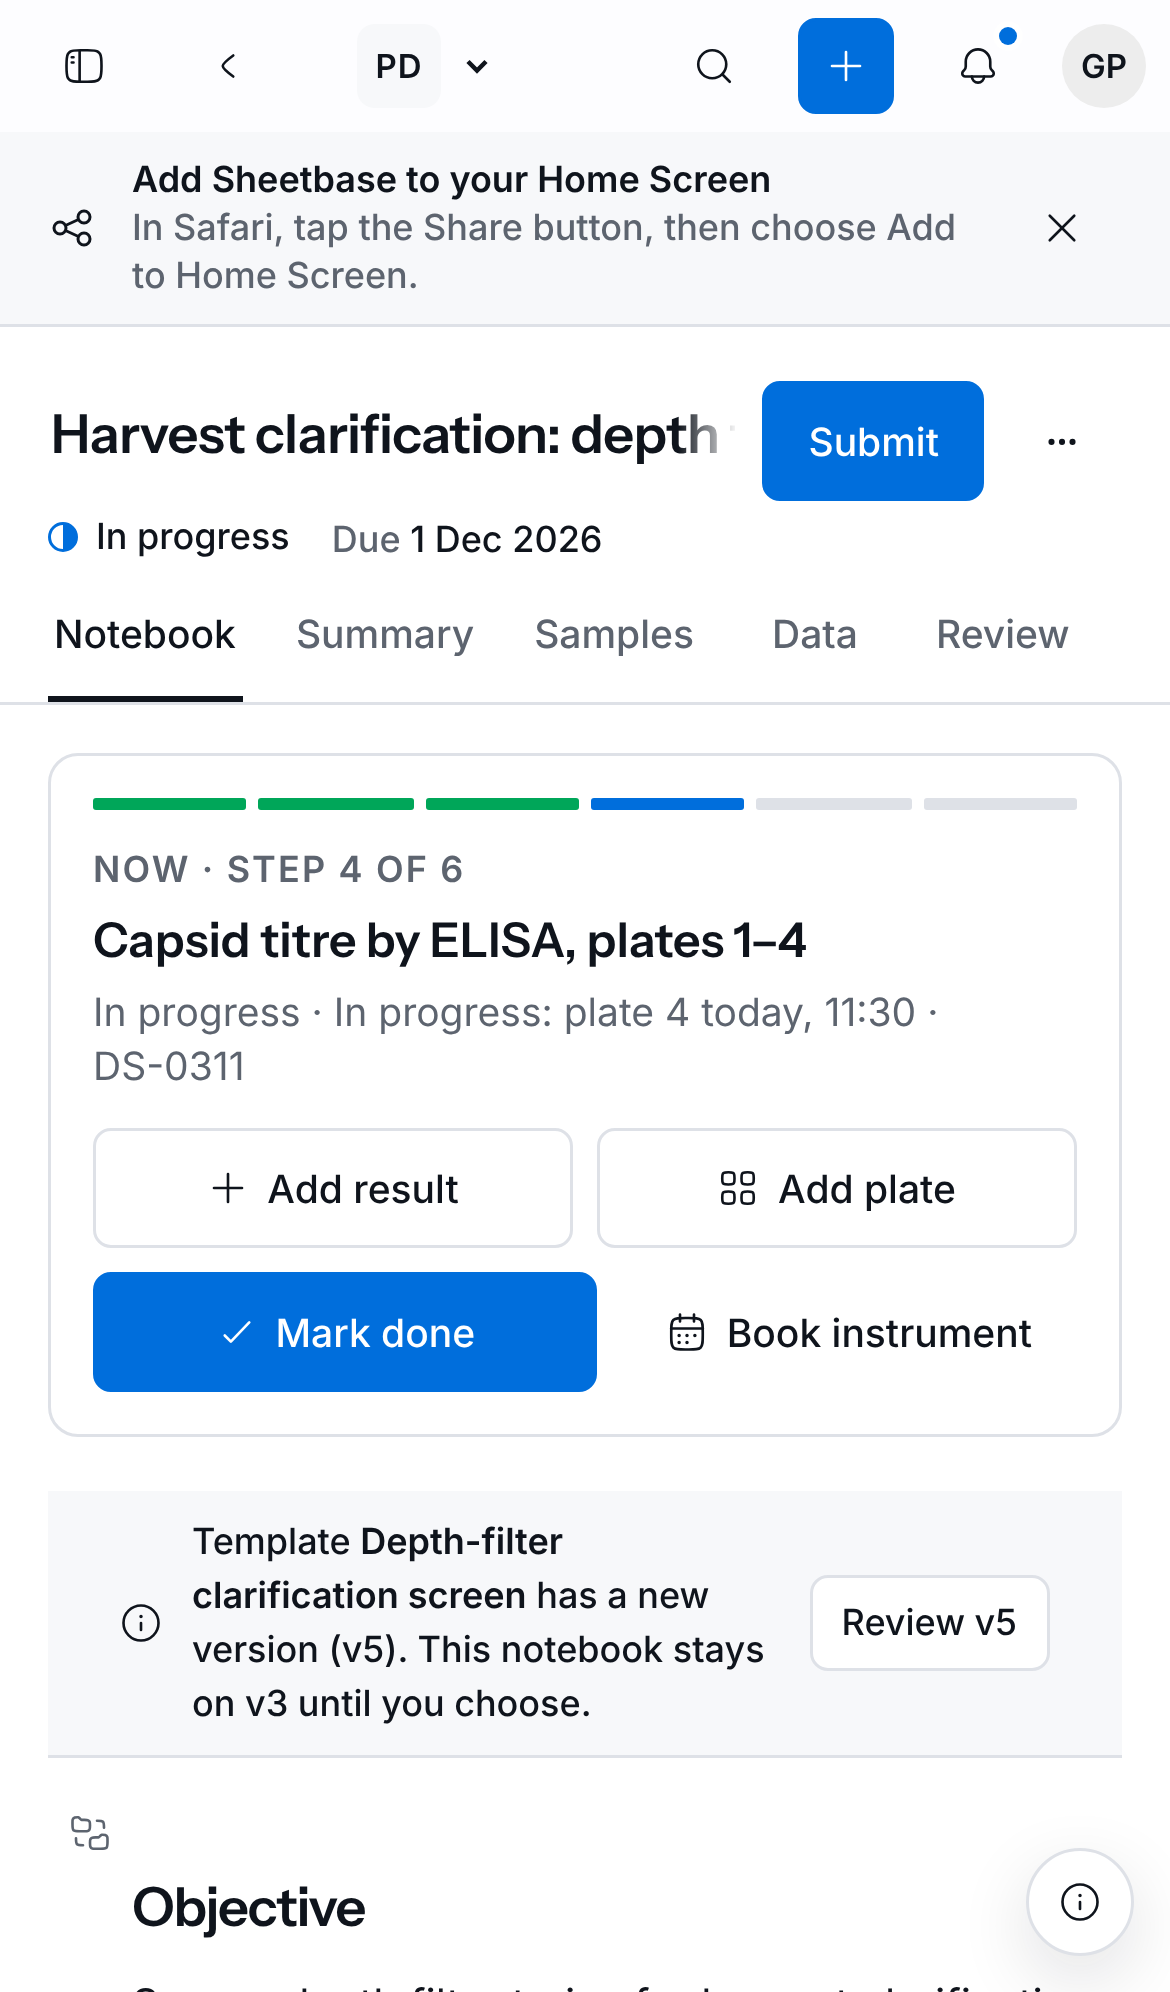 PD
GP
Add Sheetbase to your Home Screen
In Safari, tap the Share button, then choose Add
to Home Screen.
Harvest clarification: depth
Submit
In progress
Due 1 Dec 2026
Notebook
Summary
Samples
Data
Review
NOW · STEP 4 OF 6
Capsid titre by ELISA, plates 1–4
In progress · In progress: plate 4 today, 11:30 ·
DS-0311
Add result
Add plate
Mark done
Book instrument
Template Depth-filter
clarification screen has a new
version (v5). This notebook stays
on v3 until you choose.
Review v5
Objective